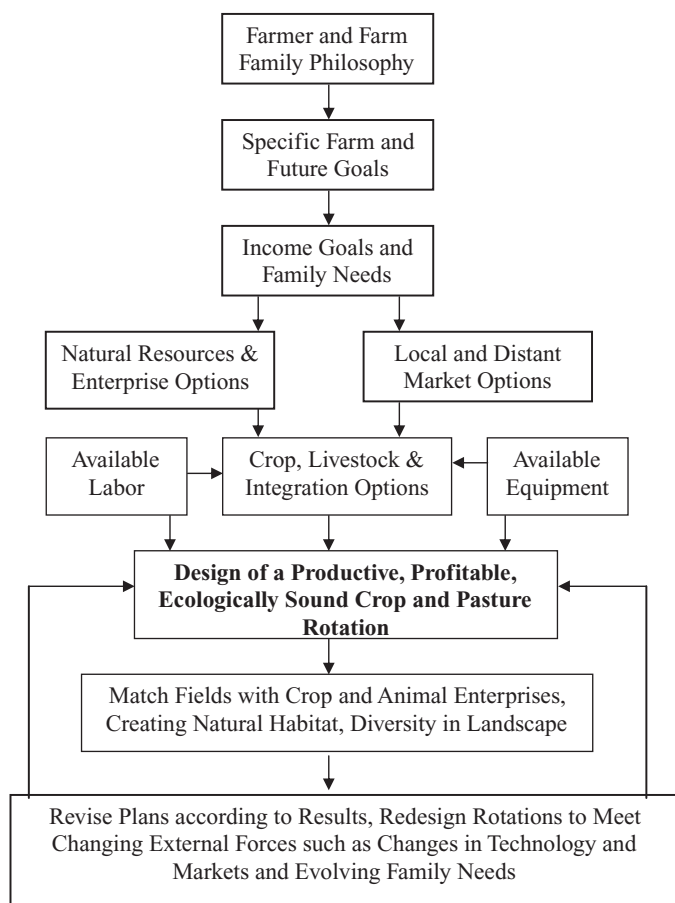 Farmer and Farm
Family Philosophy
Specific Farm and
Future Goals
Income Goals and
Family Needs
Natural Resources &
Enterprise Options
Local and Distant
Market Options
Available
Labor
Crop, Livestock &
Integration Options
Available
Equipment
Design of a Productive, Profitable,
Ecologically Sound Crop and Pasture
Rotation
Match Fields with Crop and Animal Enterprises,
Creating Natural Habitat, Diversity in Landscape
Revise Plans according to Results, Redesign Rotations to Meet
Changing External Forces such as Changes in Technology and
Markets and Evolving Family Needs